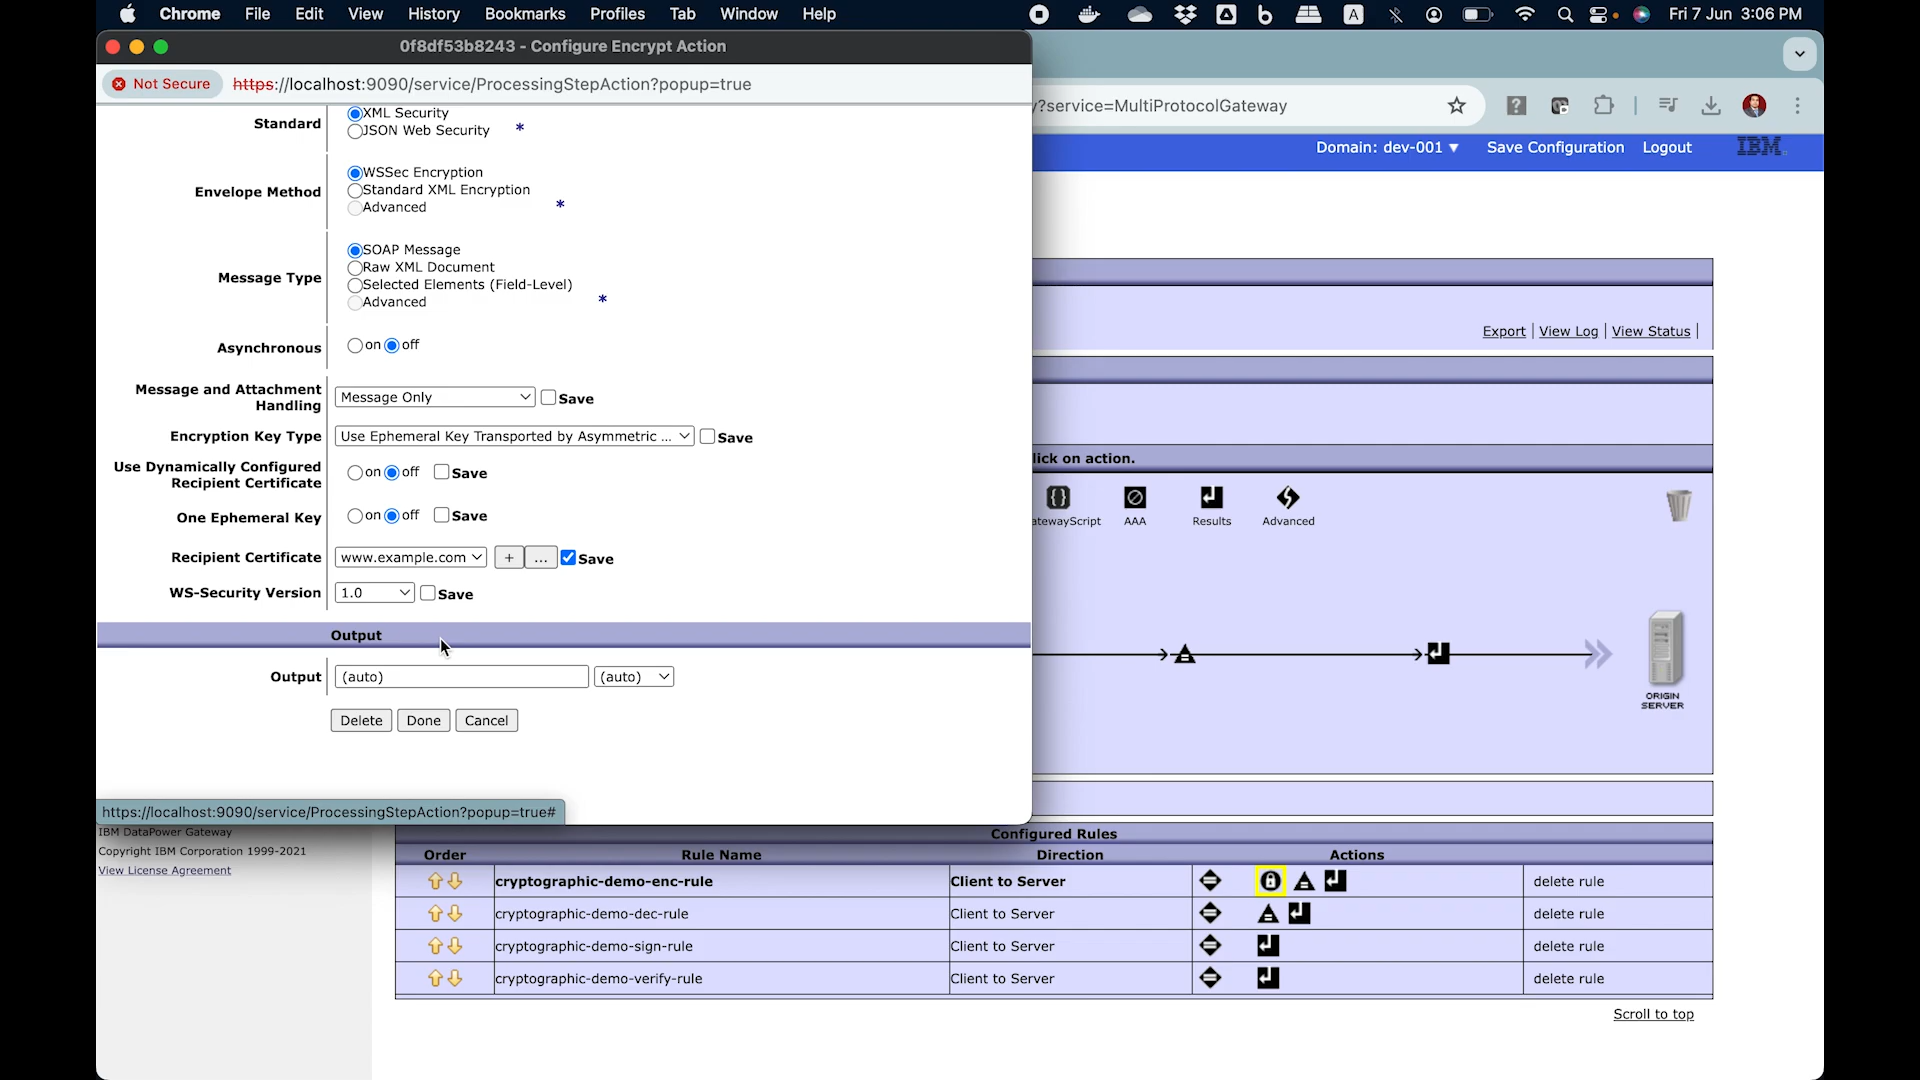 Chrome File Edit View History Bookmarks Profiles Tab Window Help
Fri 7 Jun 3:06 PM
0f8df53b8243 - Configure Encrypt Action
Not Secure https://localhost:9090/service/ProcessingStepAction?popup=true
y?service=MultiProtocolGateway
Domain: dev-001 ▼ Save Configuration Logout IBM
Standard
XML Security
JSON Web Security *
Envelope Method
WSSec Encryption
Standard XML Encryption
Advanced *
Message Type
SOAP Message
Raw XML Document
Selected Elements (Field-Level)
Advanced *
Asynchronous on off
Message and Attachment Handling
Message Only Save
Encryption Key Type Use Ephemeral Key Transported by Asymmetric ... Save
Use Dynamically Configured Recipient Certificate
on off Save
One Ephemeral Key on off Save
Recipient Certificate www.example.com + ... Save
WS-Security Version 1.0 Save
Output
Output (auto) (auto)
Delete Done Cancel
https://localhost:9090/service/ProcessingStepAction?popup=true#
Export View Log View Status
lick on action.
atewayScript AAA Results Advanced
ORIGIN
SERVER
IBM DataPower Gateway
Copyright IBM Corporation 1999-2021
View License Agreement
Configured Rules
Order Rule Name Direction Actions
cryptographic-demo-enc-rule Client to Server delete rule
cryptographic-demo-dec-rule Client to Server delete rule
cryptographic-demo-sign-rule Client to Server delete rule
cryptographic-demo-verify-rule Client to Server delete rule
Scroll to top